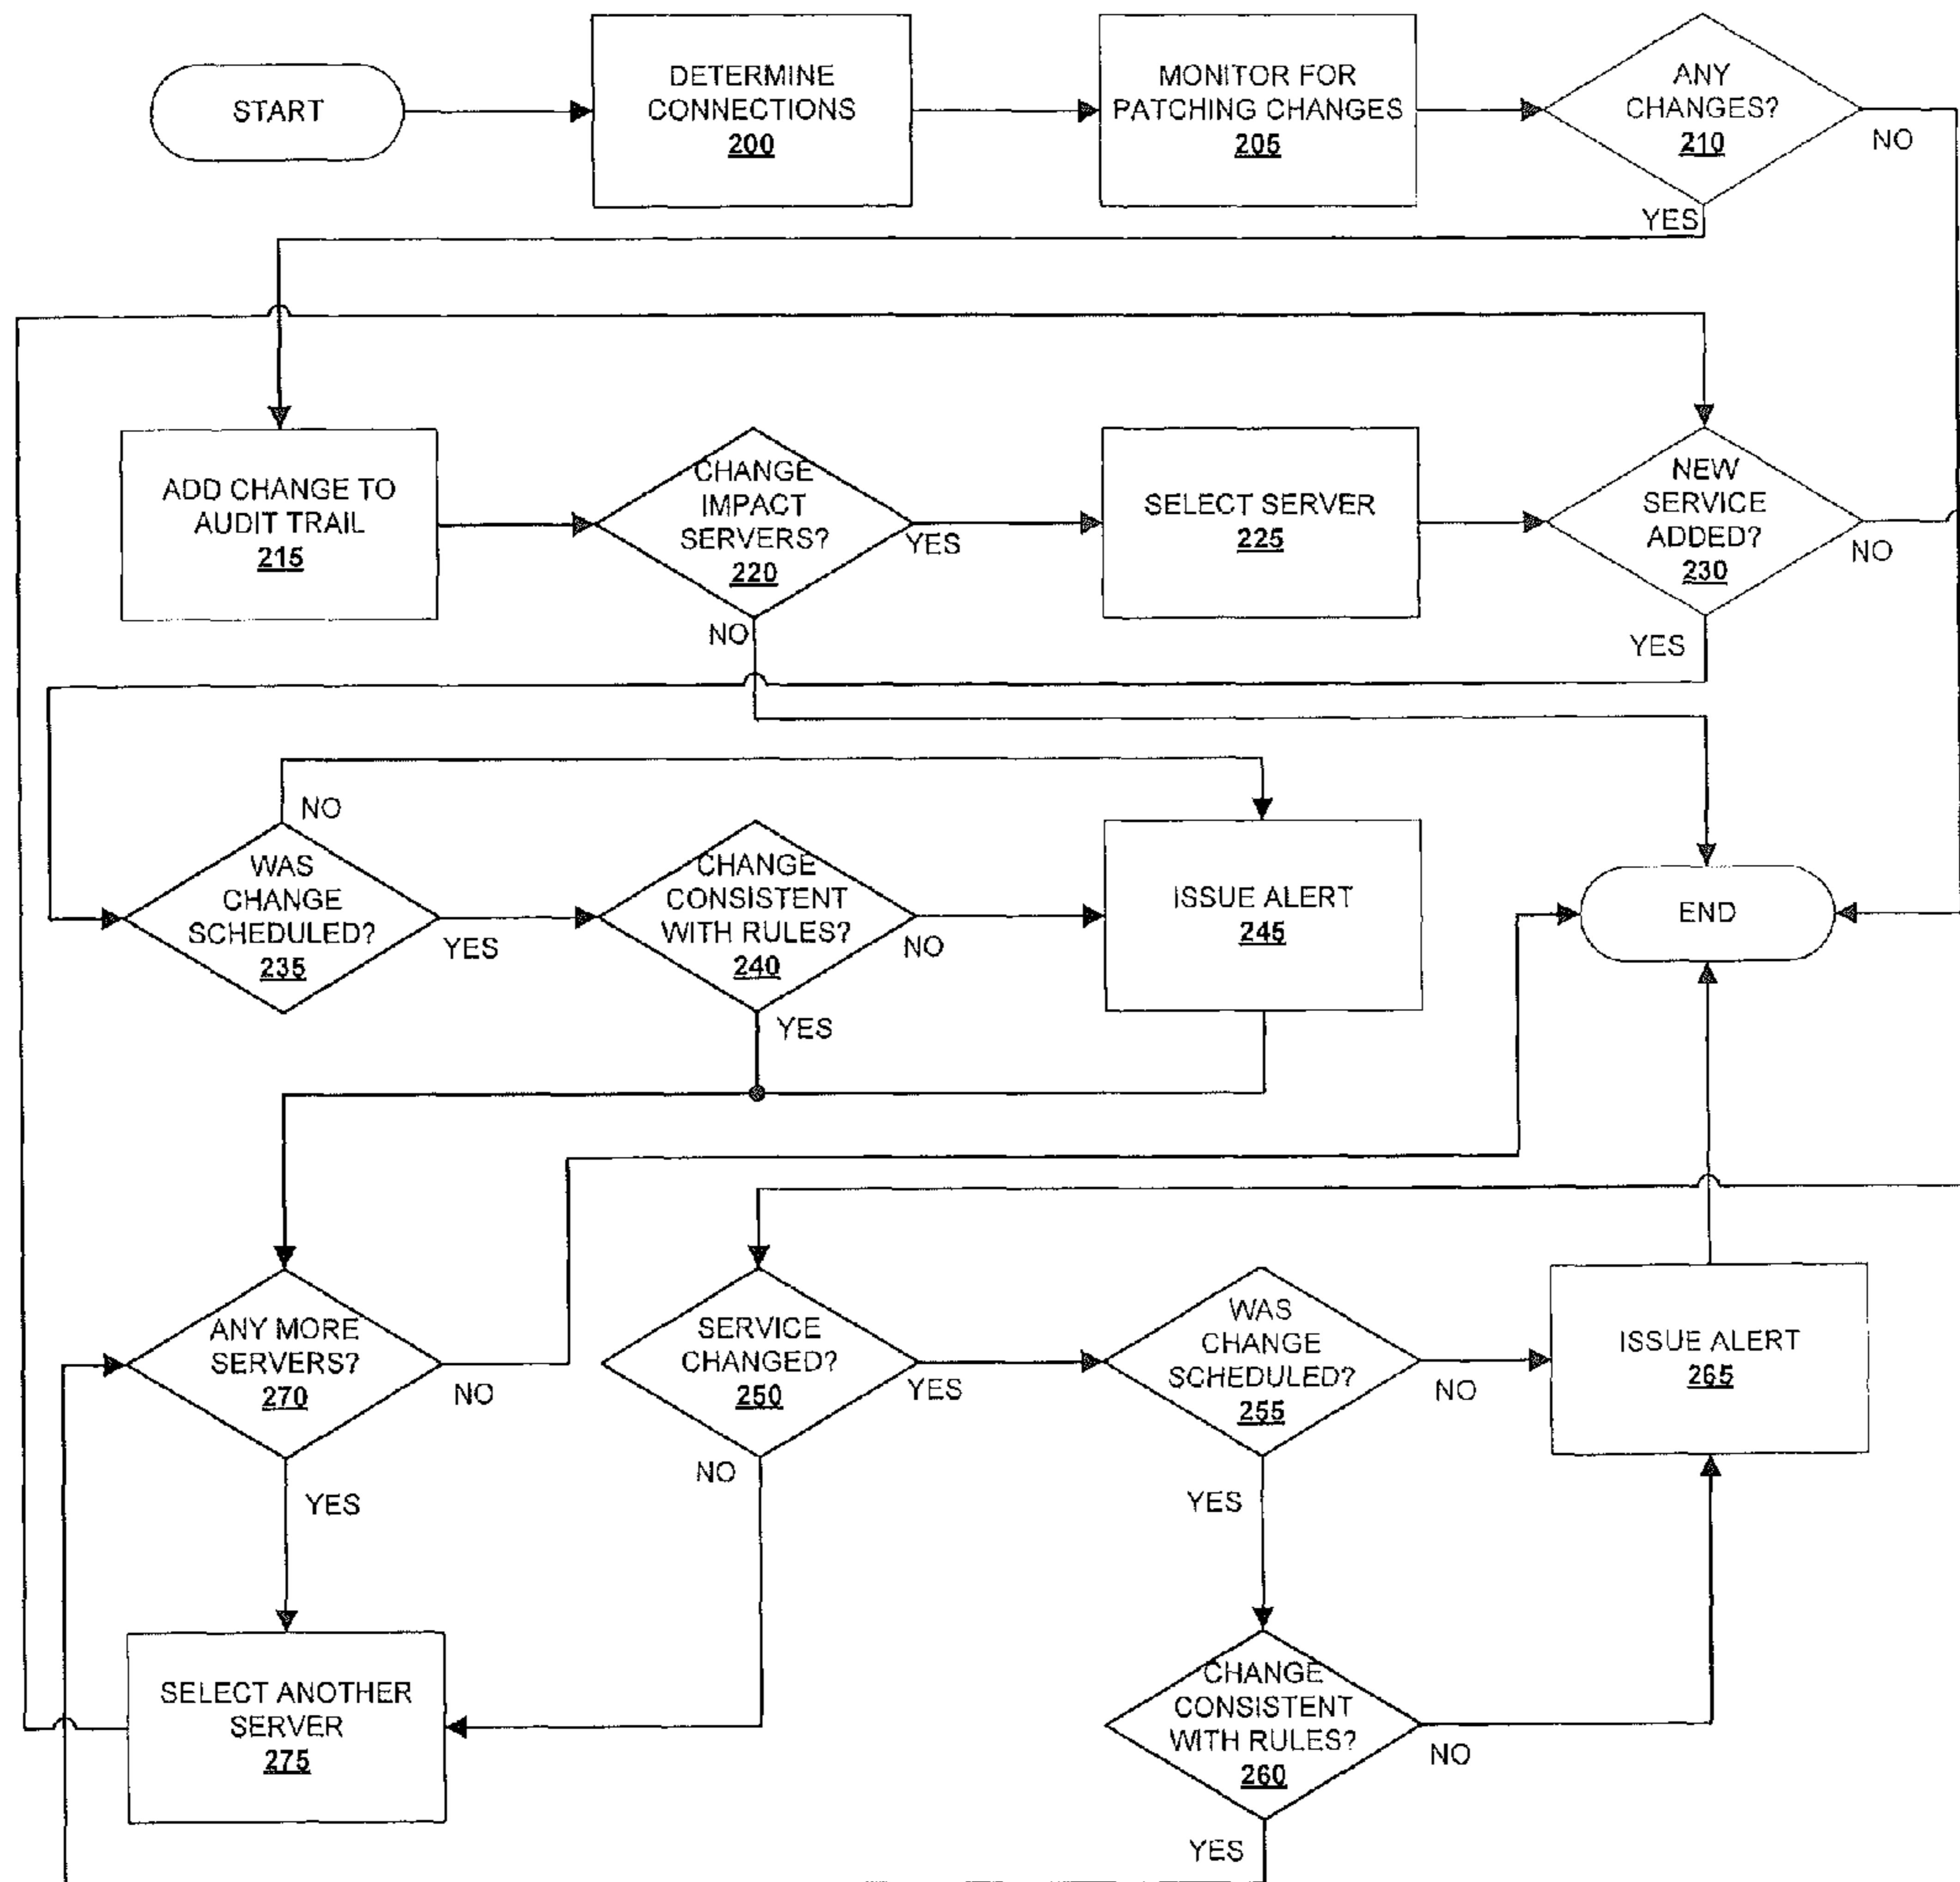 START
DETERMINE
CONNECTIONS
200
MONITOR FOR
PATCHING CHANGES
205
ANY
CHANGES?
210
NO
YES
ADD CHANGE TO
AUDIT TRAIL
215
CHANGE
IMPACT
SERVERS?
220
YES
NO
SELECT SERVER
225
NEW
SERVICE
ADDED?
230
NO
YES
NO
WAS
CHANGE
SCHEDULED?
235
YES
CHANGE
CONSISTENT
WITH RULES?
240
NO
YES
ISSUE ALERT
245
END
ANY MORE
SERVERS?
270
NO
YES
SERVICE
CHANGED?
250
YES
NO
WAS
CHANGE
SCHEDULED?
255
NO
YES
ISSUE ALERT
265
SELECT ANOTHER
SERVER
275
CHANGE
CONSISTENT
WITH RULES?
260
NO
YES